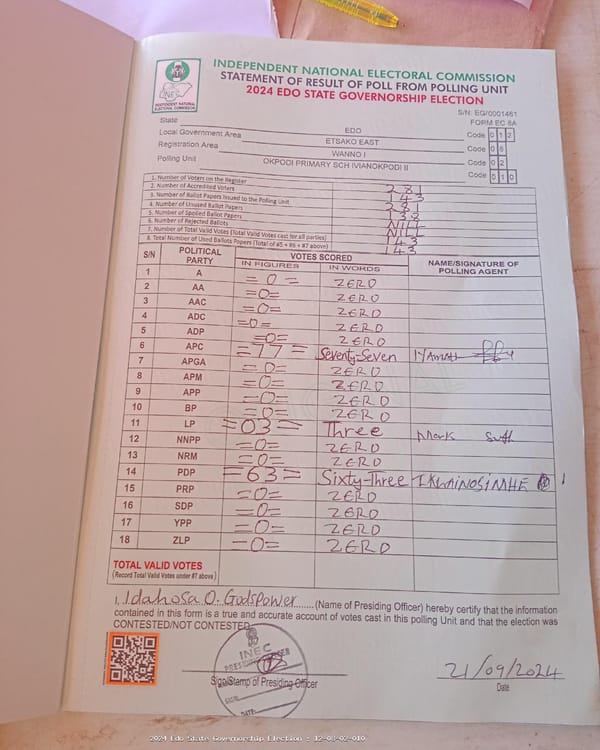 INDEPENDENT NATIONAL ELECTORAL COMMISSION
STATEMENT OF RESULT OF POLL FROM POLLING UNIT
2024 EDO STATE GOVERNORSHIP ELECTION
S/N: EG/0001461
FORM EC 8A
State EDO Code 0 1 2
Local Government Area ETSAKO EAST Code 0 8
Registration Area WANNO I Code 0 2
Polling Unit OKPODI PRIMARY SCH IVIANOKPODI II Code 0 1 0
1. Number of Voters on the Register 281
2. Number of Accredited Voters 143
3. Number of Ballot Papers Issued to the Polling Unit 281
4. Number of Unused Ballot Papers 138
5. Number of Spoiled Ballot Papers
6. Number of Rejected Ballots NILL
7. Number of Total Valid Votes (Total Valid Votes cast for all parties) 143
8. Total Number of Used Ballots Papers (Total of #5 + #6 + #7 above) 143
S/N POLITICAL PARTY VOTES SCORED NAME/SIGNATURE OF POLLING AGENT
IN FIGURES IN WORDS
1 A =0= ZERO
2 AA =0= ZERO
3 AAC =0= ZERO
4 ADC =0= ZERO
5 ADP =0= ZERO
6 APC =77= Seventy-Seven
7 APGA =0= ZERO
8 APM =0= ZERO
9 APP =0= ZERO
10 BP =0= ZERO
11 LP =03= Three Mark
12 NNPP =0= ZERO
13 NRM =0= ZERO
14 PDP =63= Sixty-Three
15 PRP =0= ZERO
16 SDP =0= ZERO
17 YPP =0= ZERO
18 ZLP =0= ZERO
TOTAL VALID VOTES
(Record Total Valid Votes under #7 above)
I, Idahosa O. Godspower (Name of Presiding Officer) hereby certify that the information
contained in this form is a true and accurate account of votes cast in this polling Unit and that the election was
CONTESTED/NOT CONTESTED
INEC
PRESIDING OFFICER
SIGN:
DATE:
Sign/Stamp of Presiding Officer
21/09/2024
Date
2024 Edo State Governorship Election : 12-08-02-010